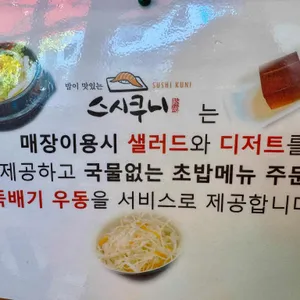 밥이 맛있는
SUSHI KUNI
스시쿠니 는
매장이용시 샐러드와 디저트를
제공하고 국물없는 초밥메뉴 주문
뚝배기 우동을 서비스로 제공합니다